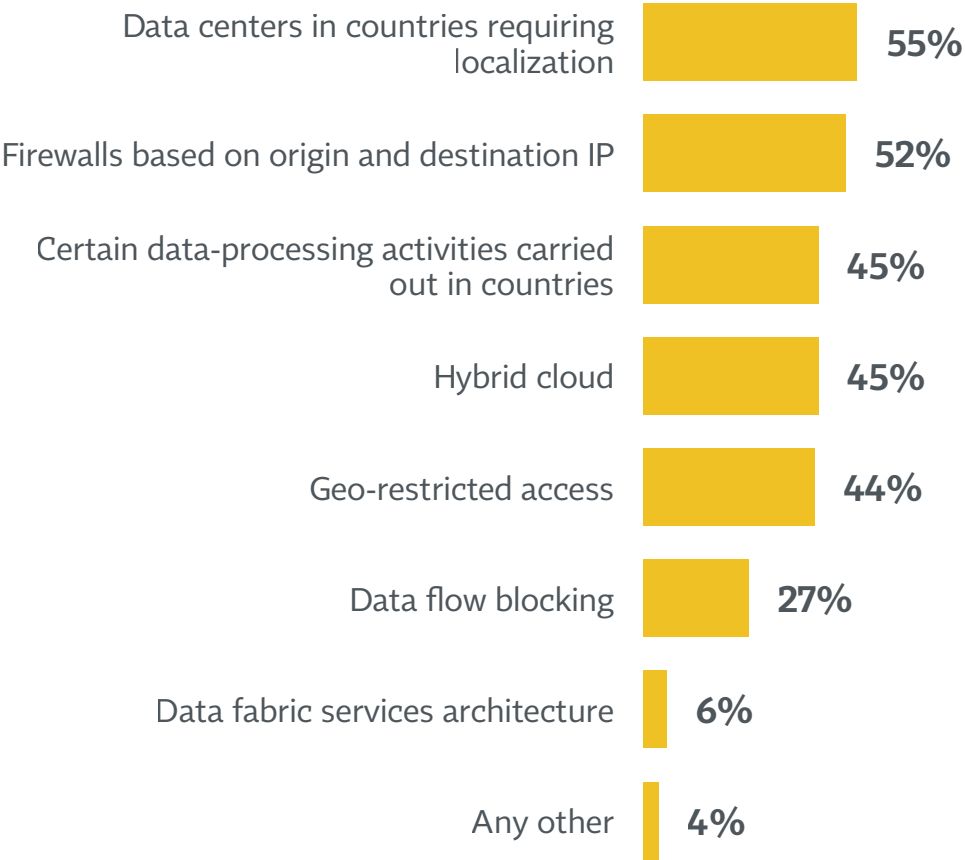 Data centers in countries requiring
localization
55%
Firewalls based on origin and destination IP
52%
Certain data-processing activities carried
out in countries
45%
Hybrid cloud
45%
Geo-restricted access
44%
Data flow blocking
27%
Data fabric services architecture
6%
Any other
4%